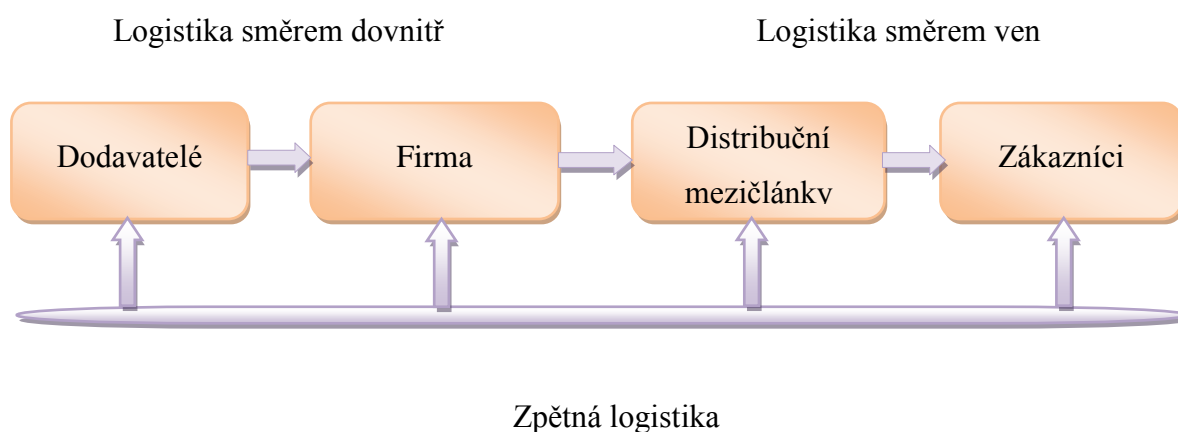 Logistika směrem dovnitř
Logistika směrem ven
Dodavatelé
Firma
Distribuční
mezičlánky
Zákazníci
Zpětná logistika